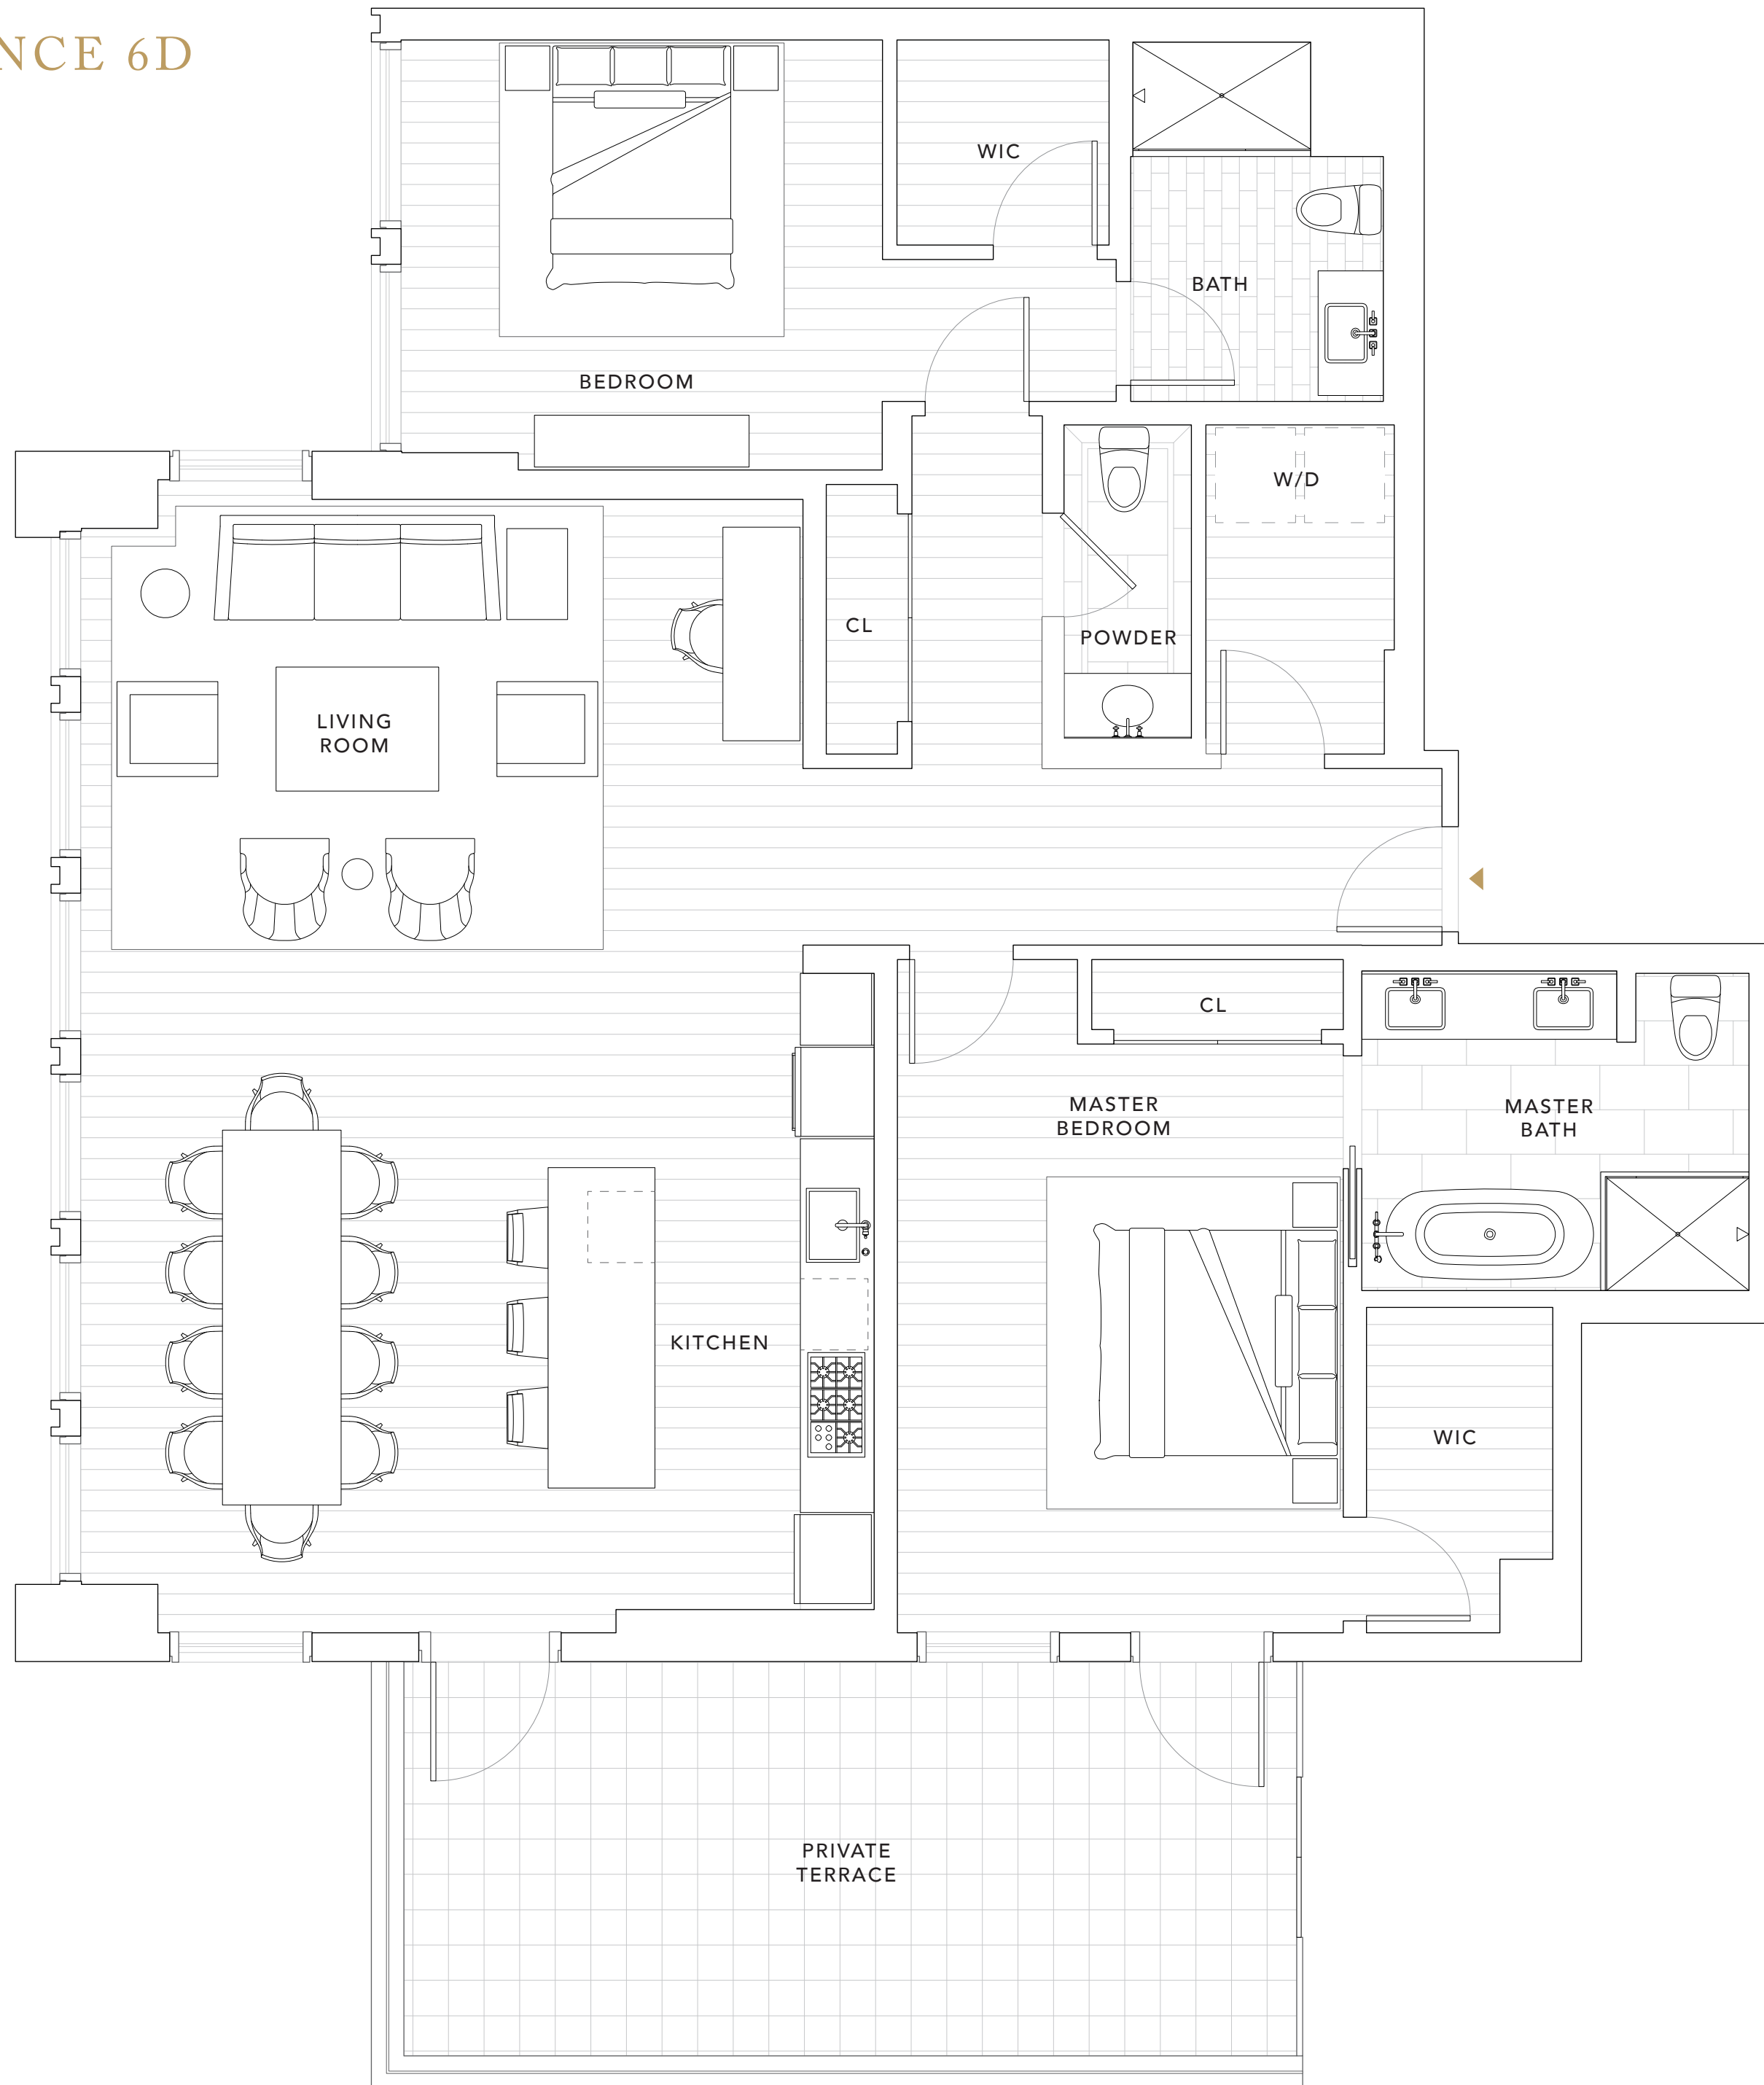 NCE 6D
WIC
BATH
BEDROOM
W/D
CL
POWDER
LIVING
ROOM
CL
MASTER
BEDROOM
MASTER
BATH
KITCHEN
WIC
PRIVATE
TERRACE